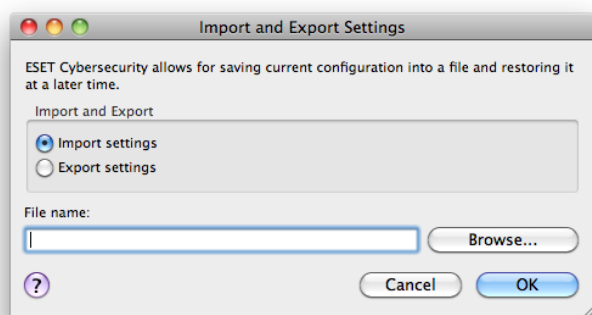 Import and Export Settings
ESET Cybersecurity allows for saving current configuration into a file and restoring it
at a later time.
Import and Export
Import settings
Export settings
File name:
Browse...
?
Cancel
OK